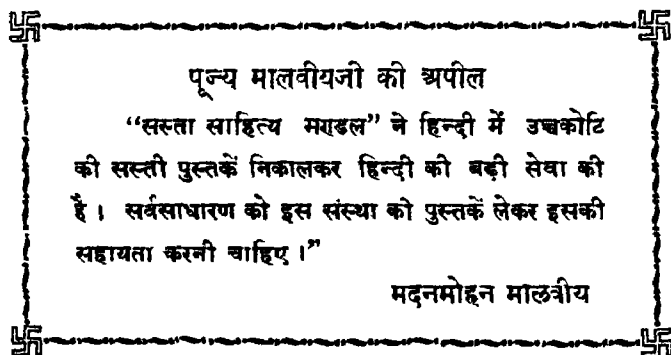 पूज्य मालवीयजी की अपील
“सस्ता साहित्य मण्डल” ने हिन्दी में उच्चकोटि
की सस्ती पुस्तकें निकालकर हिन्दी की बड़ी सेवा की
है। सर्वसाधारण को इस संस्था की पुस्तकें लेकर इसकी
सहायता करनी चाहिए।”
मदनमोहन मालवीय